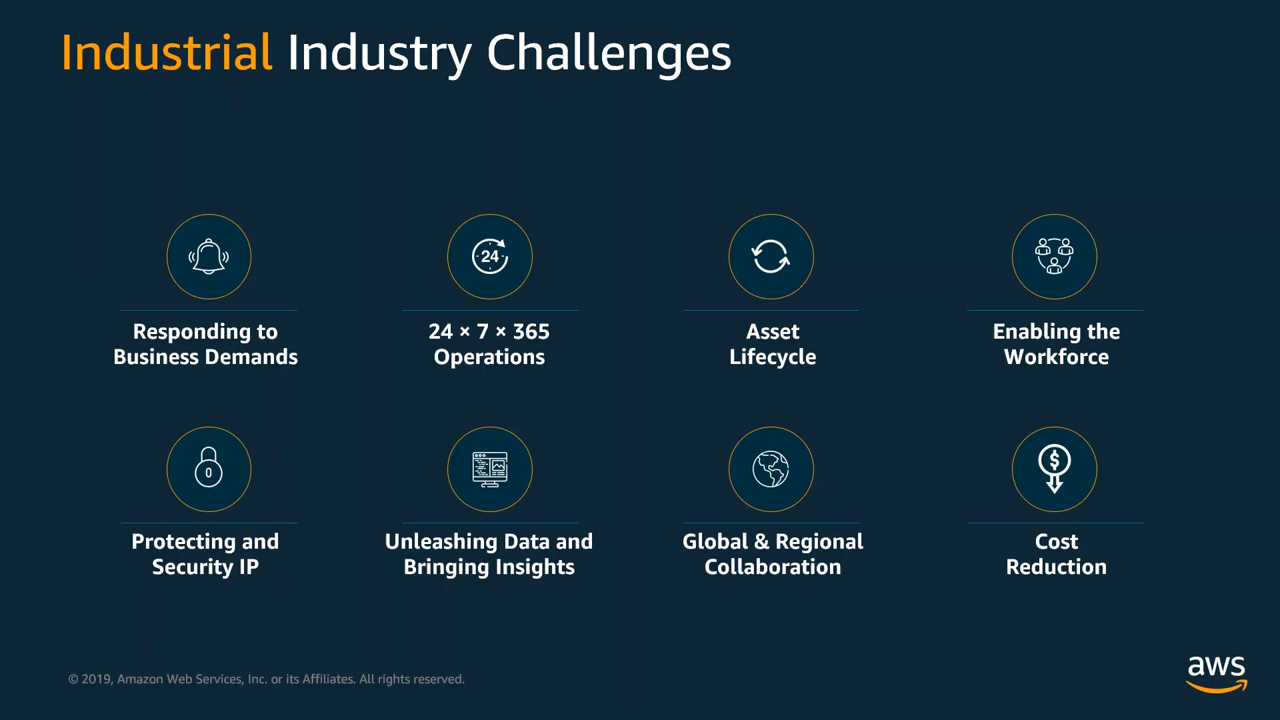 Industrial Industry Challenges
24
Responding to
Business Demands
24 × 7 × 365
Operations
Asset
Lifecycle
Enabling the
Workforce
0
$
Protecting and
Security IP
Unleashing Data and
Bringing Insights
Global & Regional
Collaboration
Cost
Reduction
© 2019, Amazon Web Services, Inc. or its Affiliates. All rights reserved.
aws